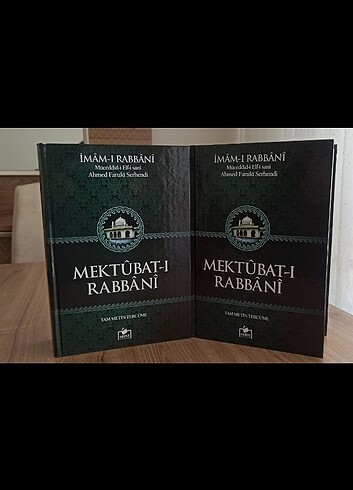 İMÂM-I RABBÂNÎ
Müceddid-i Elf-i sani
Ahmed Faruki Serhendi
MEKTÛBAT-I
RABBÂNÎ
TAM METİN TERCÜME
İMÂM-I RABBÂNÎ
Müceddid-i Elf-i sani
Ahmed Faruki Serhendi
MEKTÛBAT-I
RABBÂNÎ
TAM METİN TERCÜME